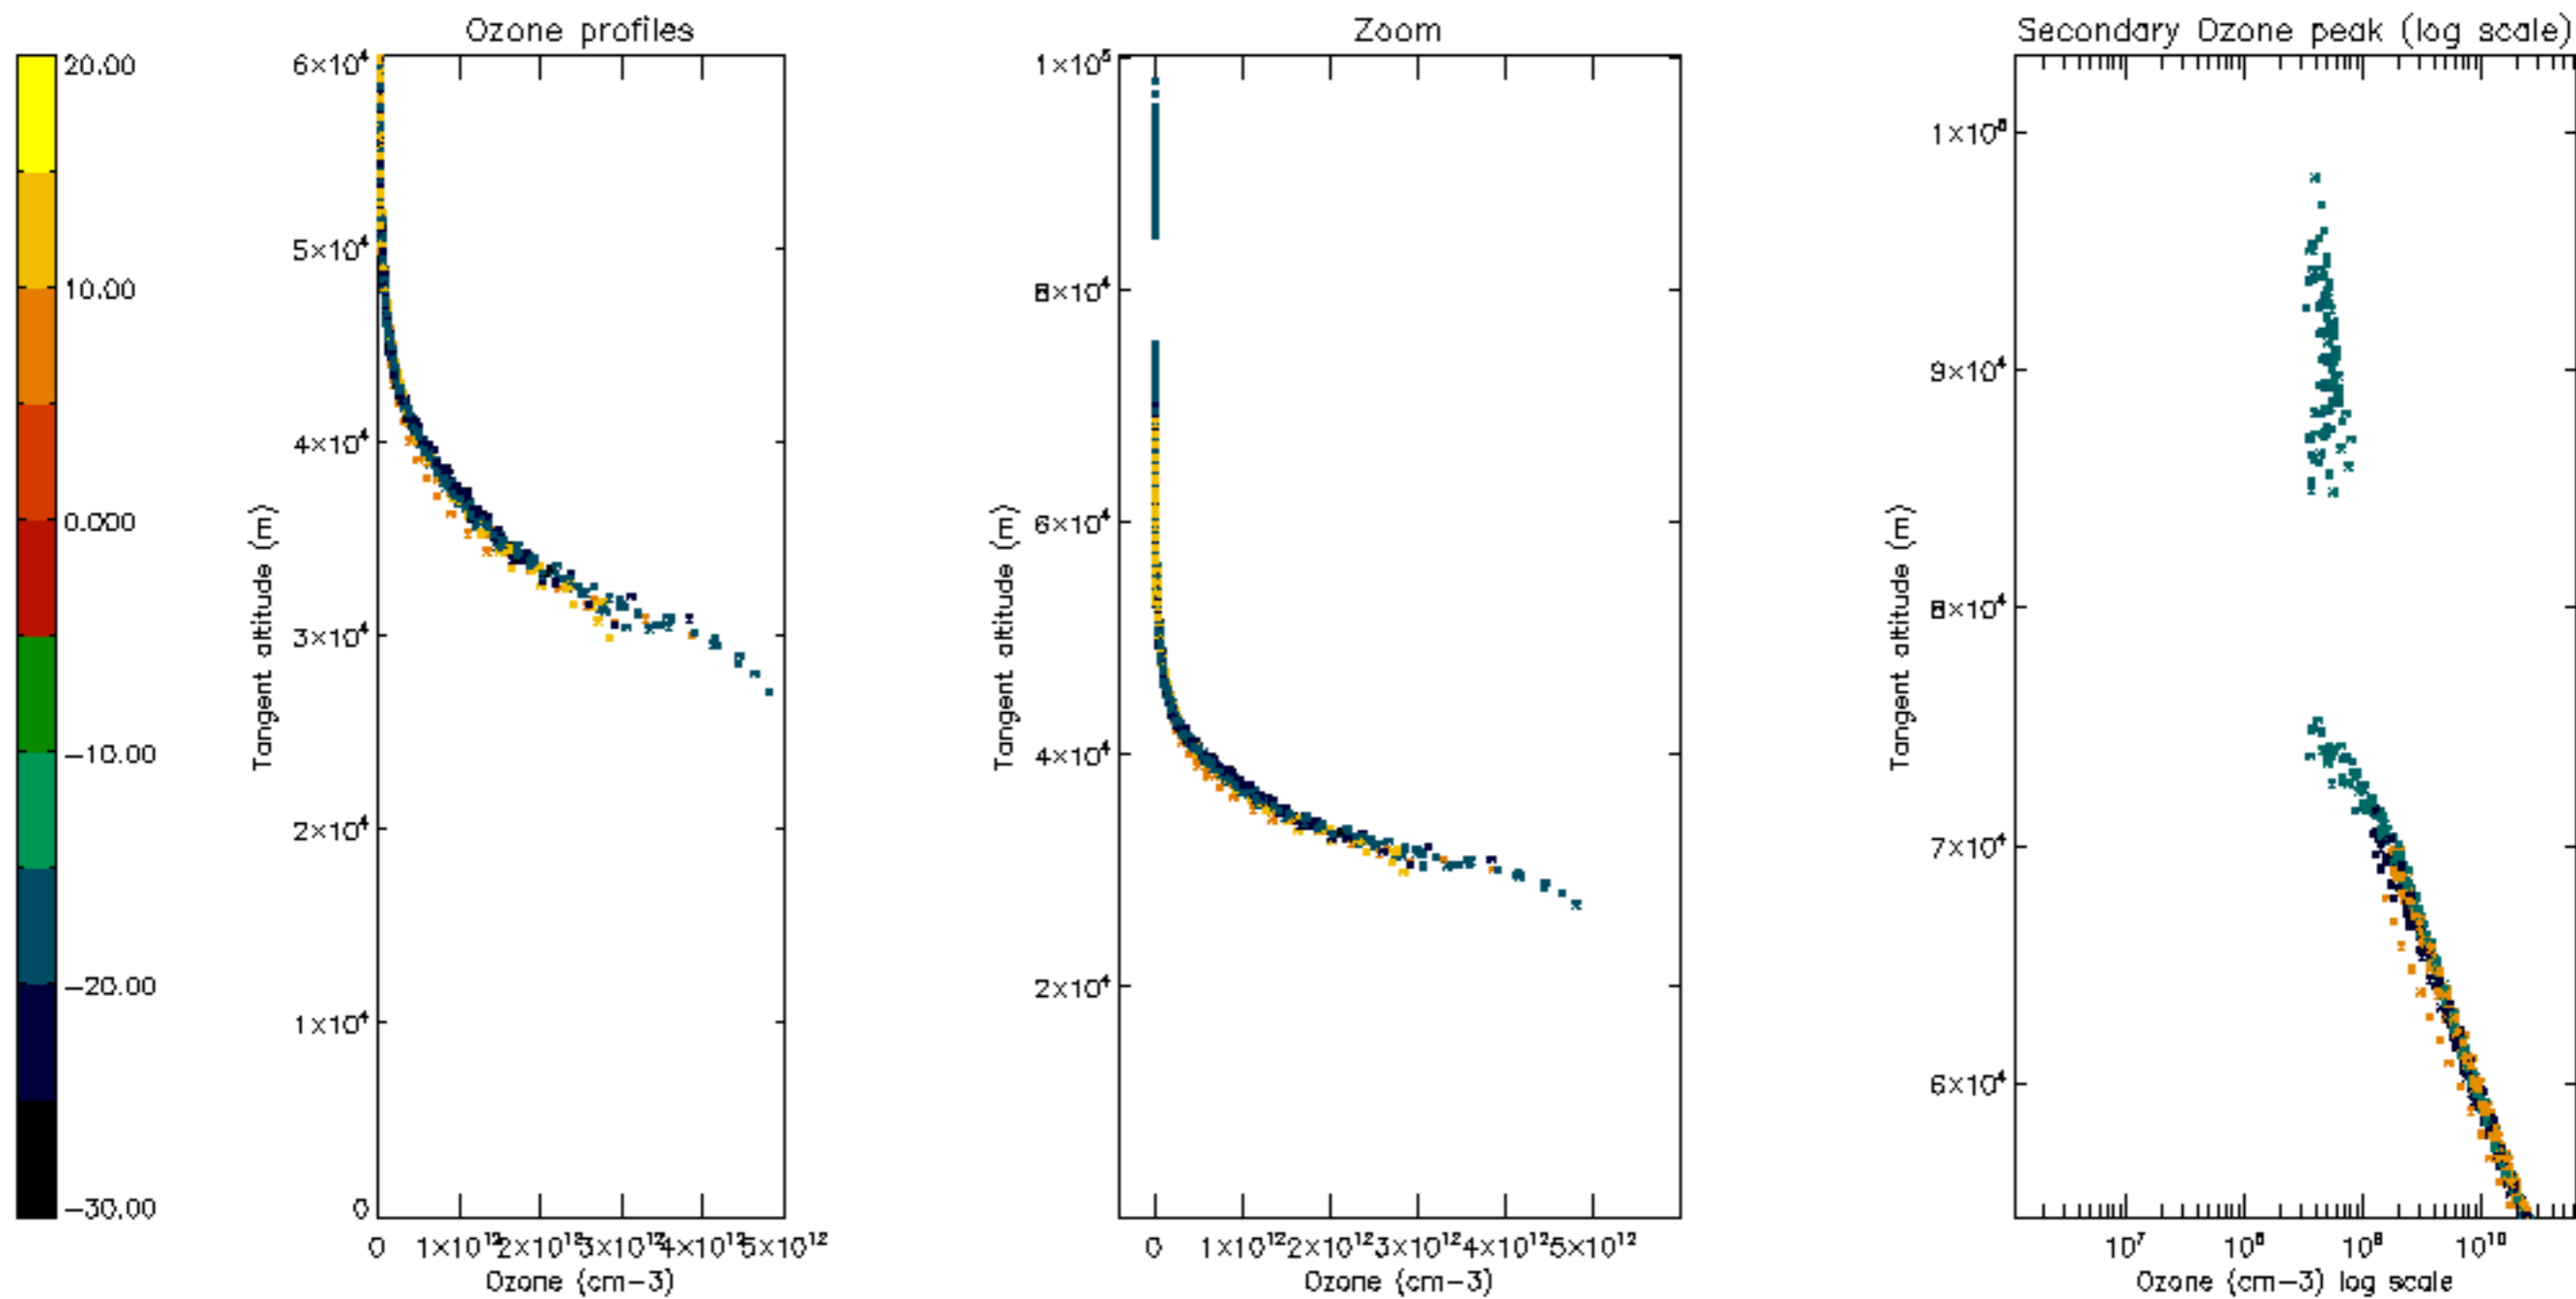 Ozone profiles
Zoom
Secondary Ozone peak (log scale)
20.00
10.00
0.000
-10.00
-20.00
-30.00
Tangent altitude (m)
6×10⁴
5×10⁴
4×10⁴
3×10⁴
2×10⁴
1×10⁴
0
0 1×10¹² 2×10¹² 3×10¹² 4×10¹² 5×10¹²
Ozone (cm-3)
Tangent altitude (m)
1×10⁵
8×10⁴
6×10⁴
4×10⁴
2×10⁴
0 1×10¹² 2×10¹² 3×10¹² 4×10¹² 5×10¹²
Ozone (cm-3)
Tangent altitude (m)
1×10⁵
9×10⁴
8×10⁴
7×10⁴
6×10⁴
10⁷ 10⁸ 10⁹ 10¹⁰
Ozone (cm-3) log scale